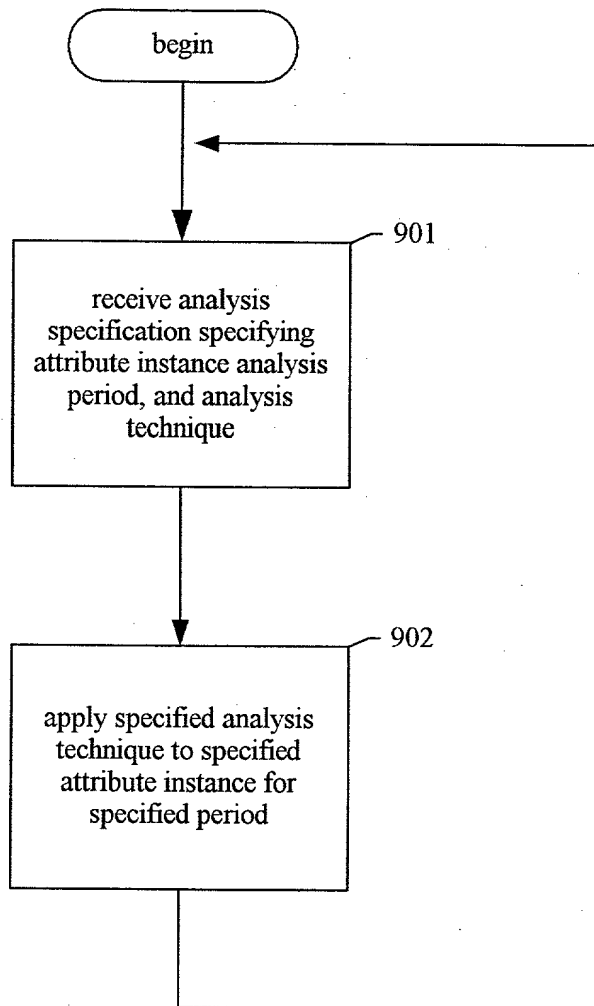 begin
901
receive analysis
specification specifying
attribute instance analysis
period, and analysis
technique
902
apply specified analysis
technique to specified
attribute instance for
specified period